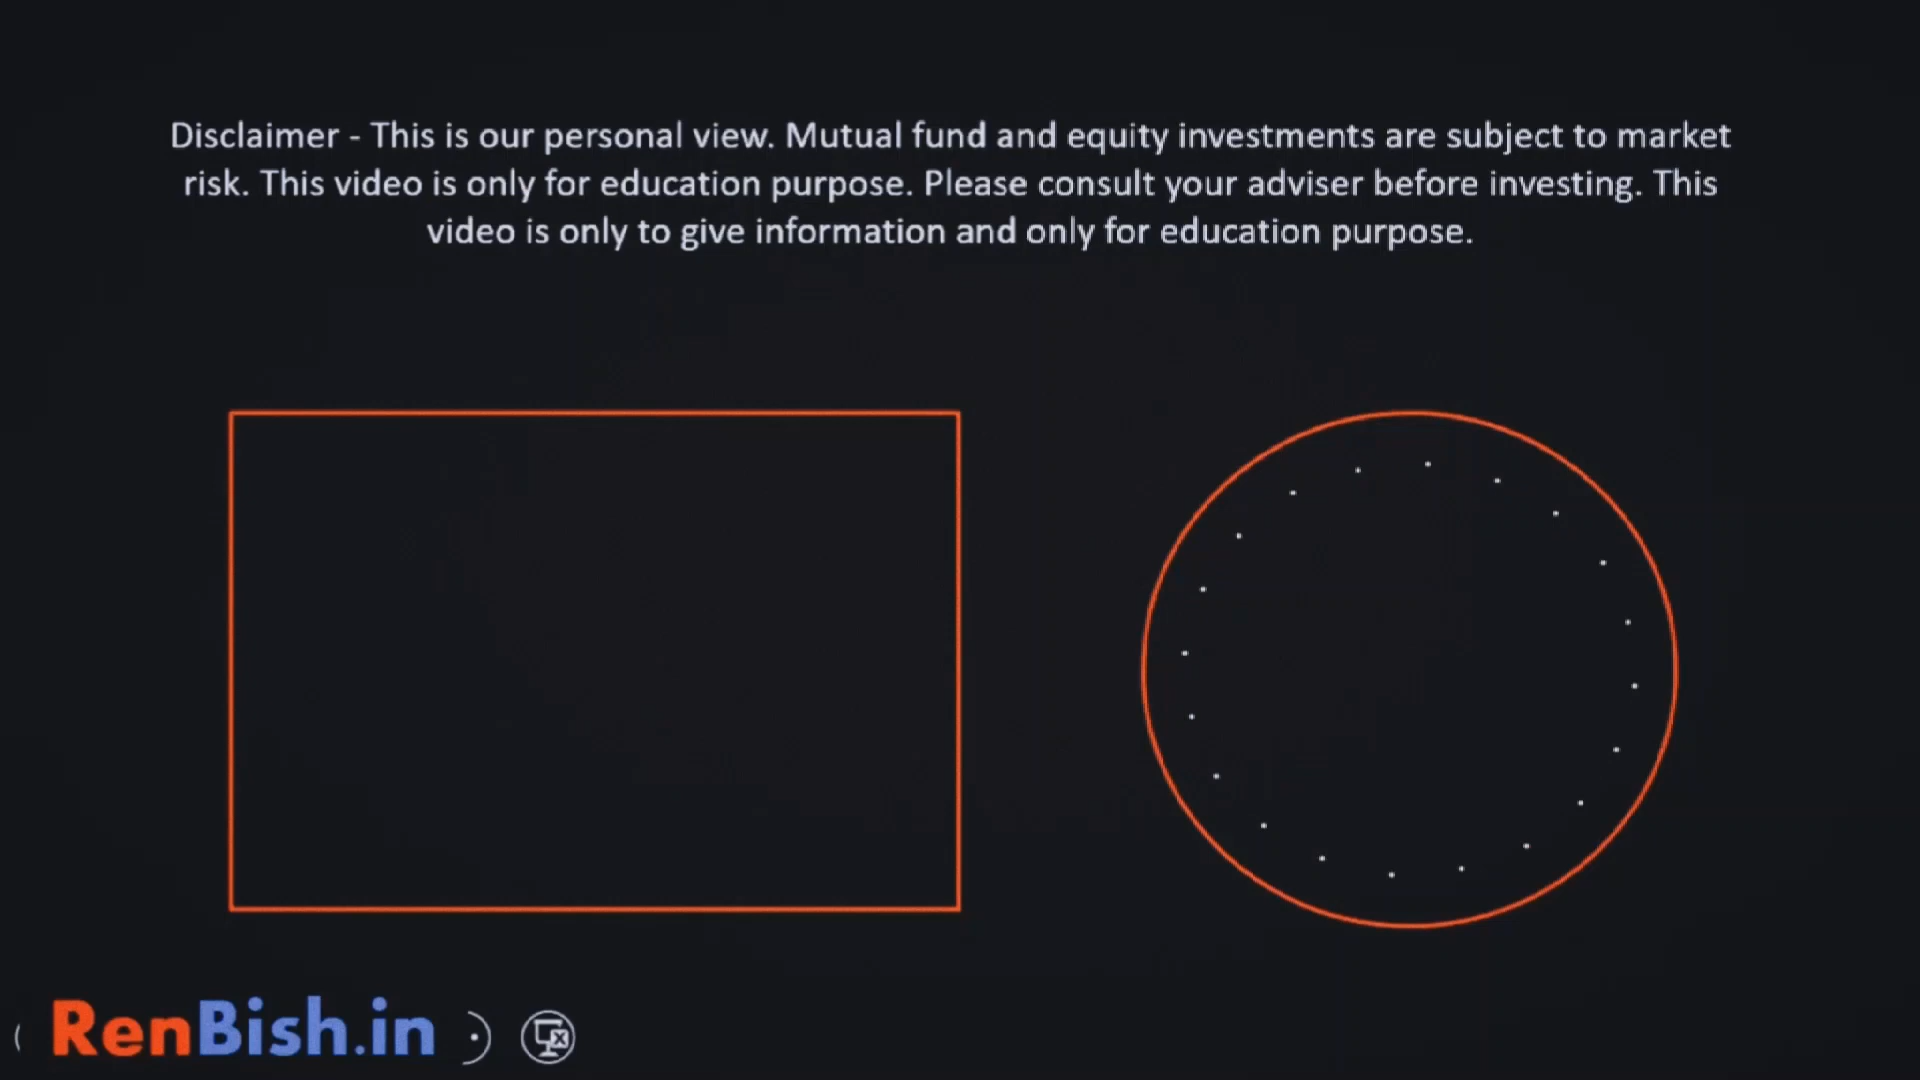 Disclaimer - This is our personal view. Mutual fund and equity investments are subject to market
risk. This video is only for education purpose. Please consult your adviser before investing. This
video is only to give information and only for education purpose.
RenBish.in